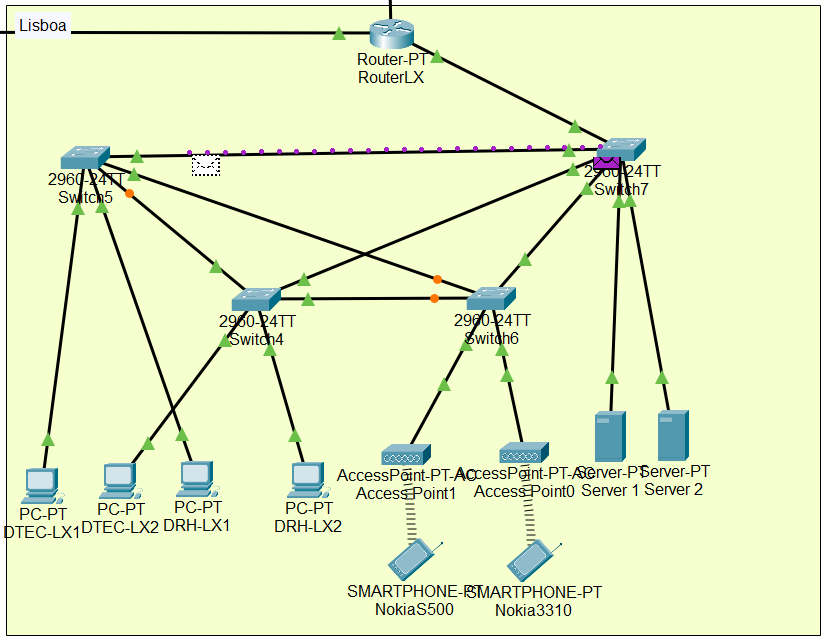 Lisboa
Router-PT
RouterLX
2960-24TT
Switch5
2960-24TT
Switch7
2960-24TT
Switch4
2960-24TT
Switch6
PC-PT
DTEC-LX1
PC-PT
DTEC-LX2
PC-PT
DRH-LX1
PC-PT
DRH-LX2
AccessPoint-PT-AC
Access Point1
AccessPoint-PT-AC
Access Point0
Server-PT
Server 1
Server-PT
Server 2
SMARTPHONE-PT
NokiaS500
SMARTPHONE-PT
Nokia3310